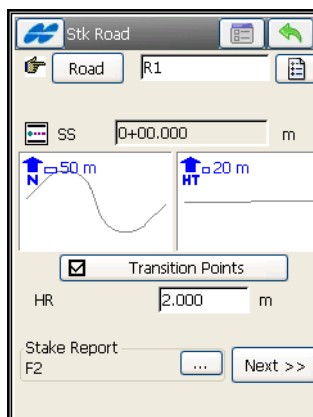 Stk Road
Road R1
SS 0+00.000 m
50 m 20 m
N HT
Transition Points
HR 2.000 m
Stake Report
F2 ... Next >>